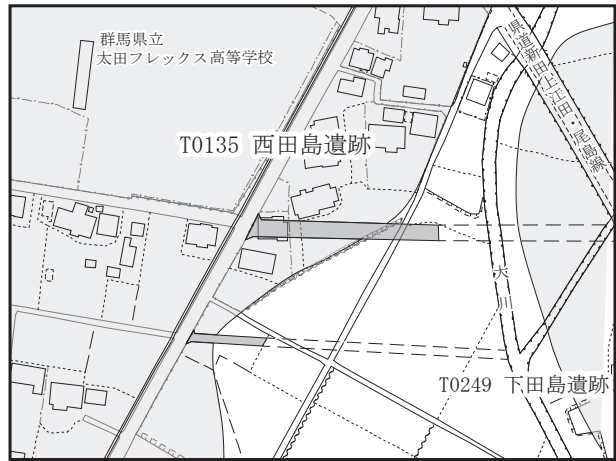 群馬県立
太田フレックス高等学校
県道新田上江田・尾島線
T0135 西田島遺跡
大川
T0249 下田島遺跡